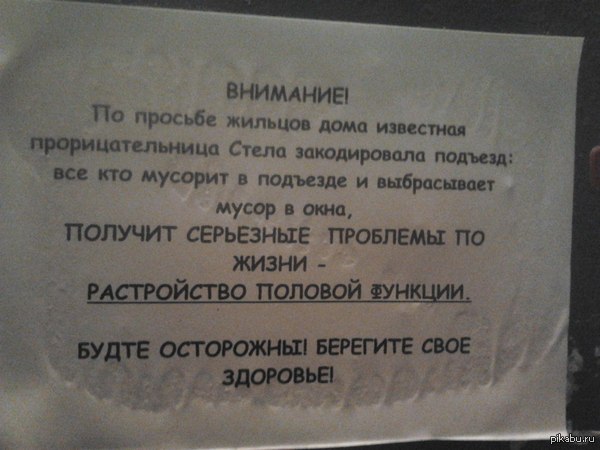 ВНИМАНИЕ!
По просьбе жильцов дома известная
прорицательница Стела закодировала подъезд:
все кто мусорит в подъезде и выбрасывает
мусор в окна,
ПОЛУЧИТ СЕРЬЕЗНЫЕ ПРОБЛЕМЫ ПО
ЖИЗНИ -
РАСТРОЙСТВО ПОЛОВОЙ ФУНКЦИИ.
БУДТЕ ОСТОРОЖНЫ! БЕРЕГИТЕ СВОЕ
ЗДОРОВЬЕ!
pikabu.ru